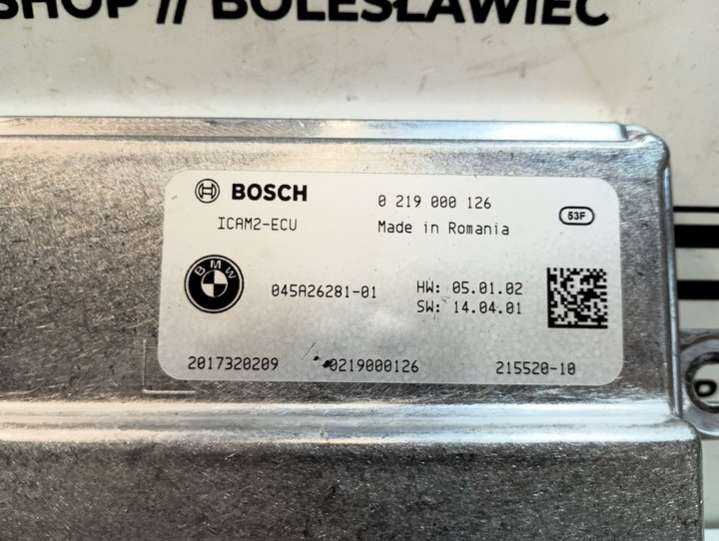 SHOP // BOLESŁAWIEC
BOSCH
0 219 000 126
ICAM2-ECU
Made in Romania
53F
BMW
045A26281-01
HW: 05.01.02
SW: 14.04.01
2017320209
0219000126
215520-10